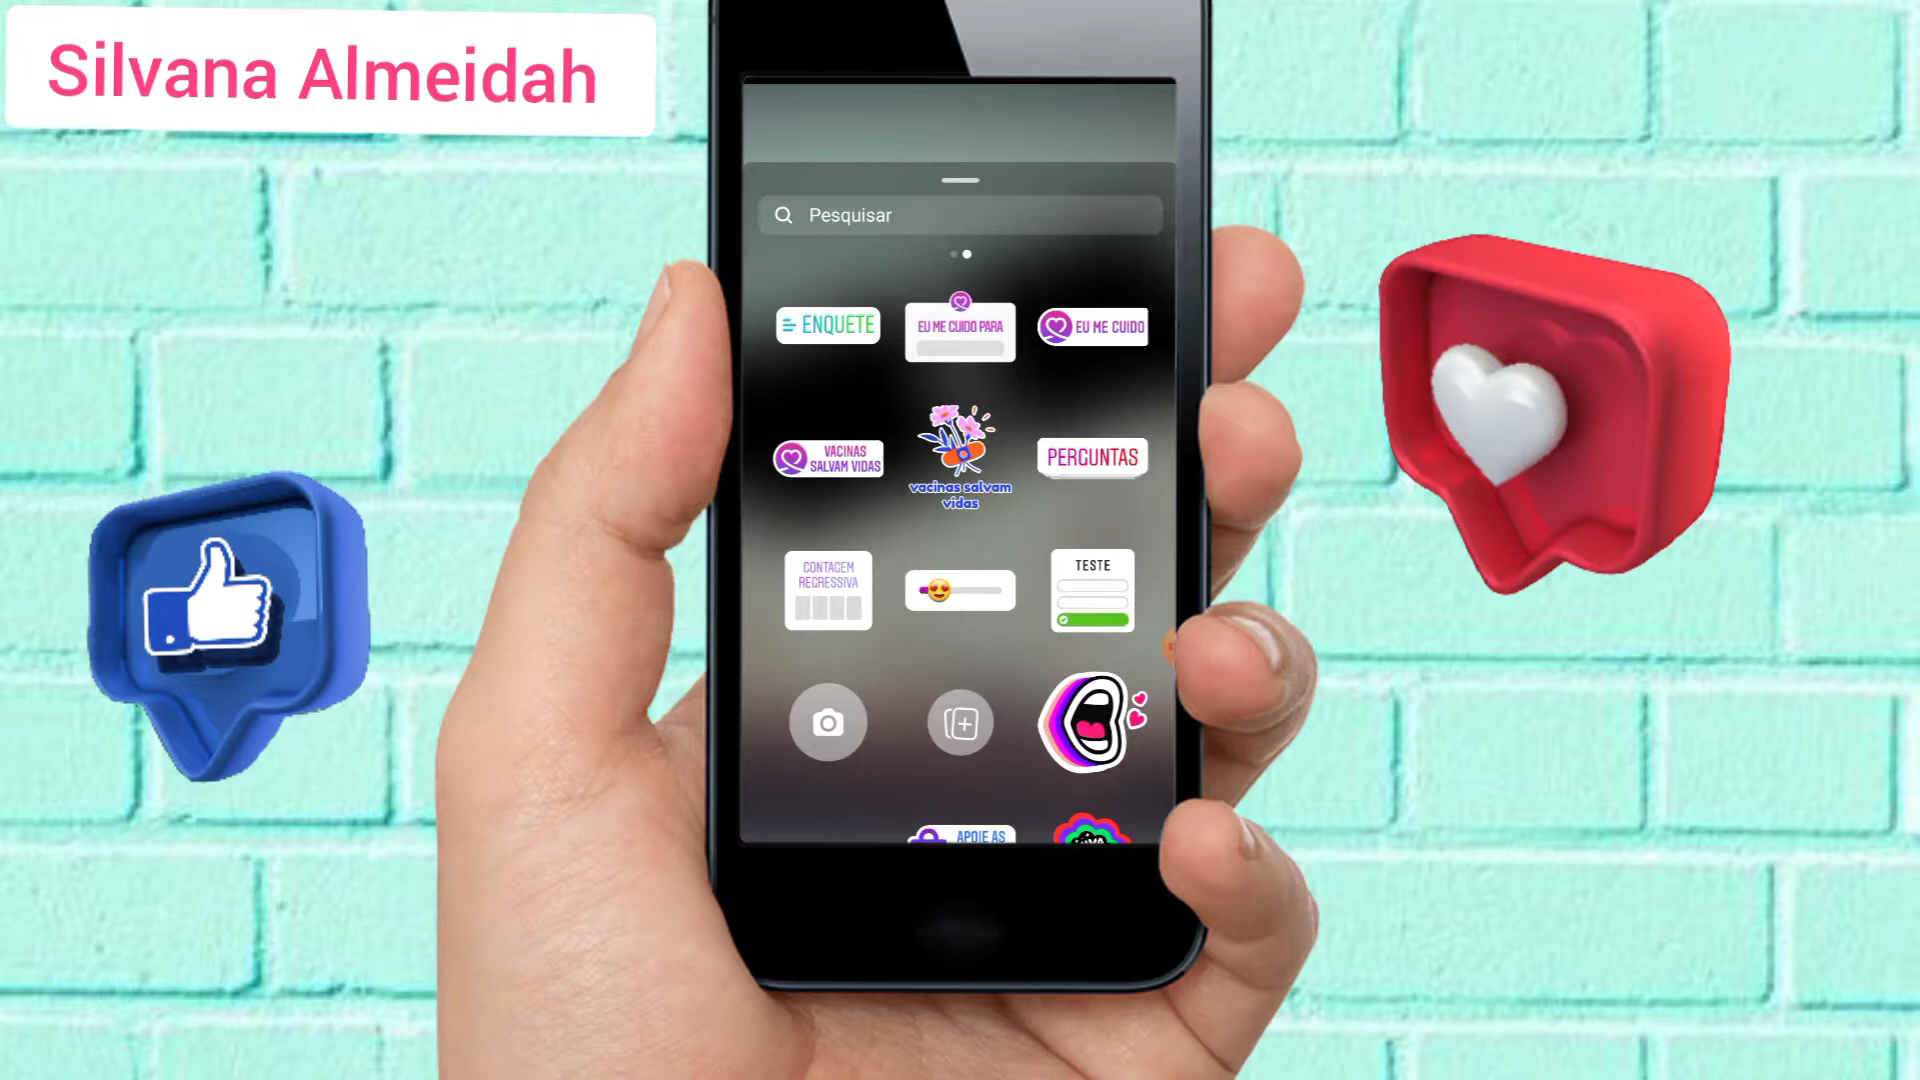 Silvana Almeidah
Pesquisar
ENQUETE
EU ME CUIDO PARA
EU ME CUIDO
VACINAS
SALVAM VIDAS
vacinas salvam
vidas
PERGUNTAS
CONTAGEM
REGRESSIVA
TESTE
APOIE AS